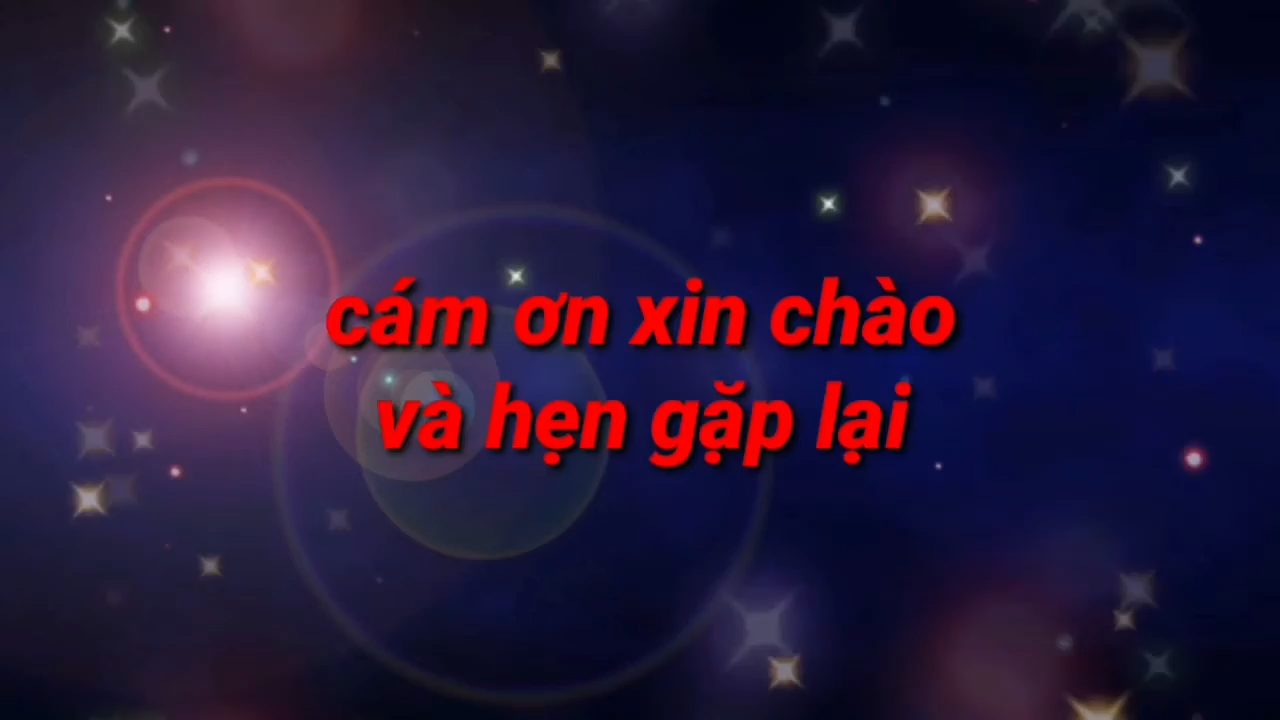 cám ơn xin chào
và hẹn gặp lại